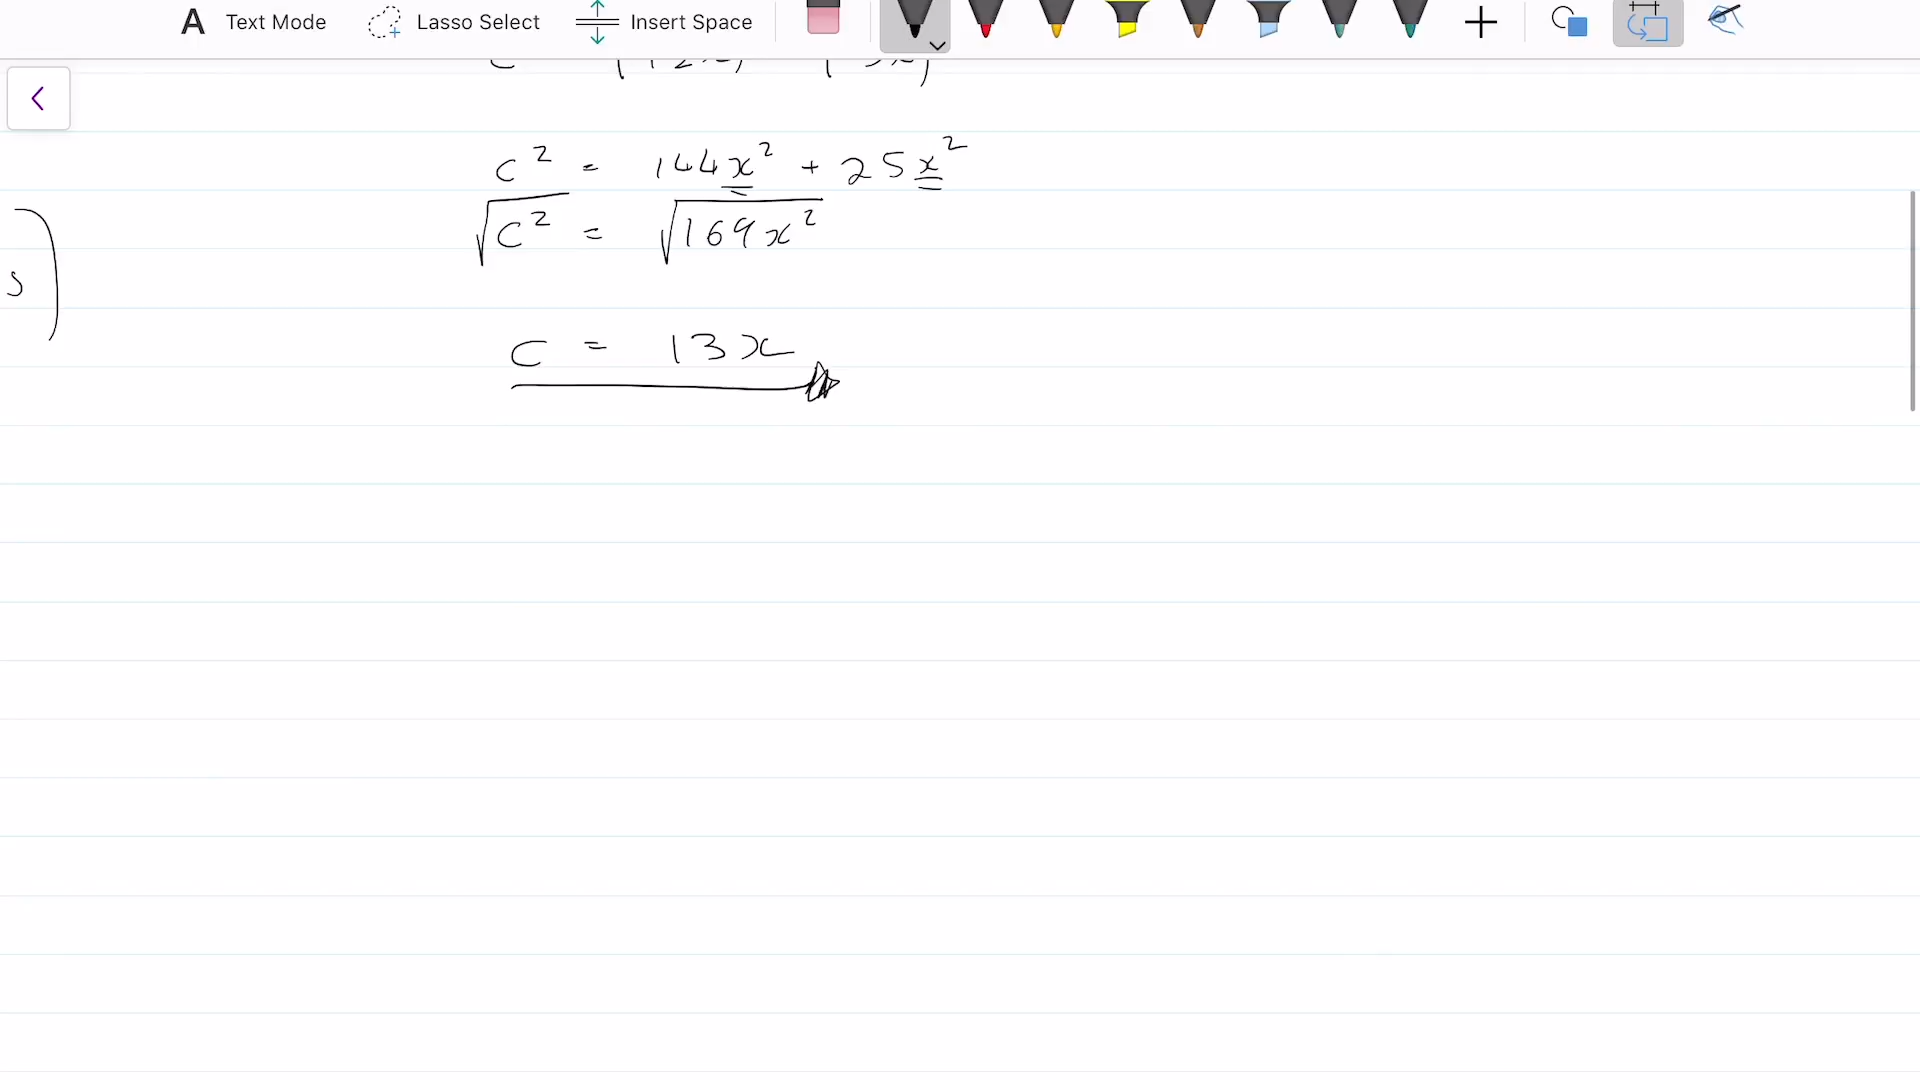 A Text Mode Lasso Select Insert Space
c² = 144x² + 25x²
√c² = √169x²
s)
c = 13x